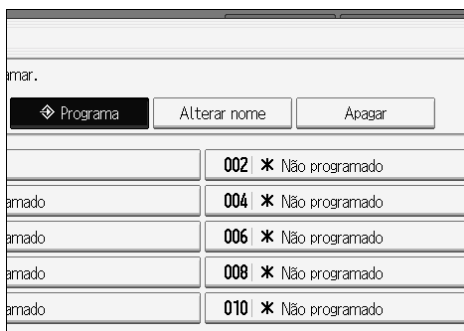 amar.
Programa Alterar nome Apagar
002 Não programado
amado 004 Não programado
amado 006 Não programado
amado 008 Não programado
amado 010 Não programado